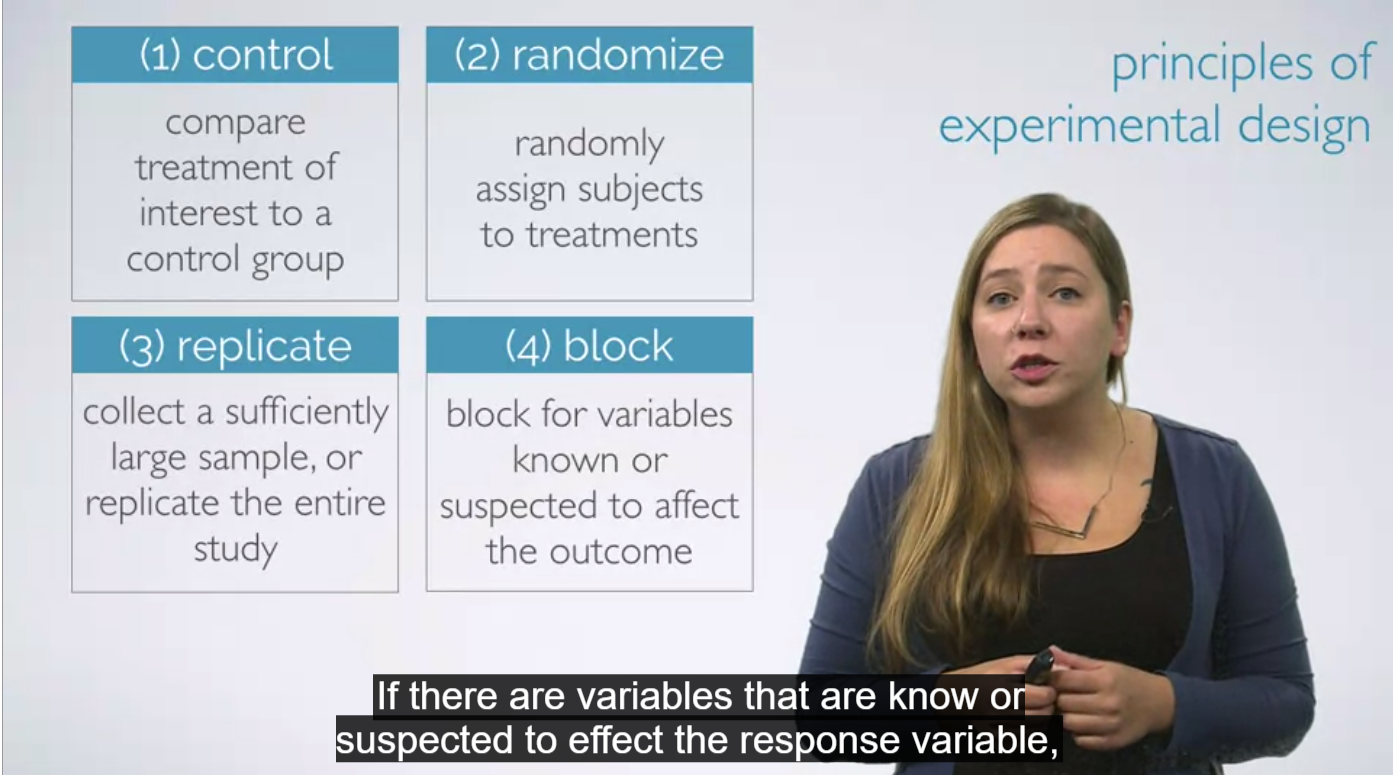 principles of
experimental design
(1) control
compare
treatment of
interest to a
control group
(2) randomize
randomly
assign subjects
to treatments
(3) replicate
collect a sufficiently
large sample, or
replicate the entire
study
(4) block
block for variables
known or
suspected to affect
the outcome
If there are variables that are know or
suspected to effect the response variable,